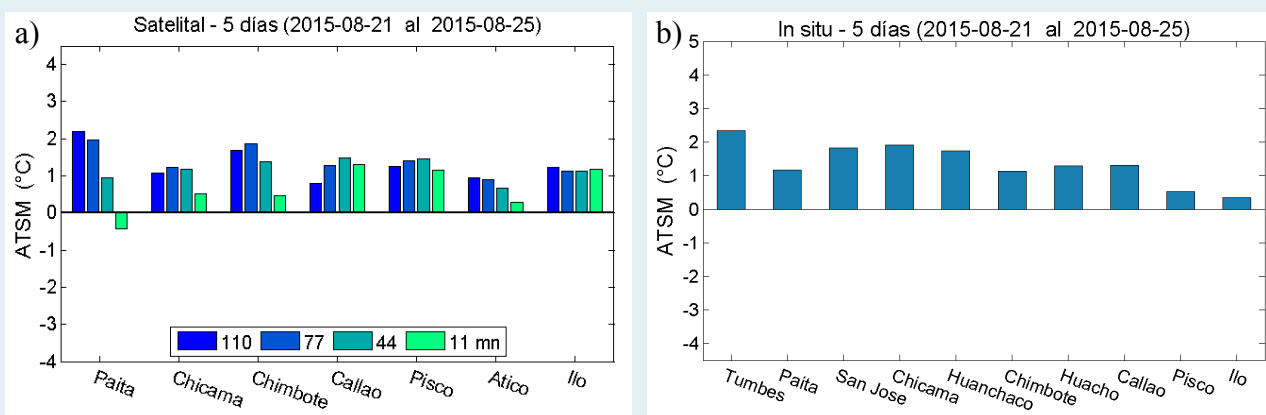 a)
Satelital - 5 días (2015-08-21 al 2015-08-25)
ATSM (°C)
4
3
2
1
0
-1
-2
-3
-4
110 77 44 11 mn
Paita Chicama Chimbote Callao Pisco Atico Ilo
b)
In situ - 5 días (2015-08-21 al 2015-08-25)
ATSM (°C)
5
4
3
2
1
0
-1
-2
-3
-4
Tumbes Paita San Jose Chicama Huanchaco Chimbote Huacho Callao Pisco Ilo